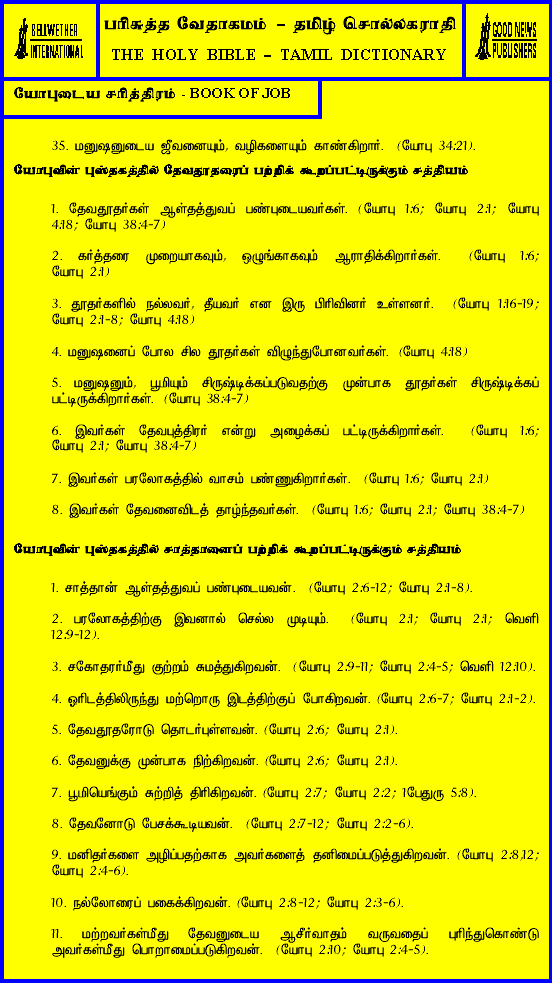 BELLWETHER
INTERNATIONAL
பரிசுத்த வேதாகமம் – தமிழ் சொல்லகராதி
THE HOLY BIBLE – TAMIL DICTIONARY
GOOD NEWS
PUBLISHERS
யோபுடைய சரித்திரம் - BOOK OF JOB
35. மனுஷனுடைய ஜீவனையும், வழிகளையும் காண்கிறார். (யோபு 34:21).
யோபுவின் புஸ்தகத்தில் தேவதூதரைப் பற்றிக் கூறப்பட்டிருக்கும் சத்தியம்
1. தேவதூதர்கள் ஆள்தத்துவப் பண்புடையவர்கள். (யோபு 1:6; யோபு 2:1; யோபு
4:18; யோபு 38:4-7)
2. கர்த்தரை முறையாகவும், ஒழுங்காகவும் ஆராதிக்கிறார்கள். (யோபு 1:6;
யோபு 2:1)
3. தூதர்களில் நல்லவர், தீயவர் என இரு பிரிவினர் உள்ளனர். (யோபு 1:16-19;
யோபு 2:1-8; யோபு 4:18)
4. மனுஷனைப் போல சில தூதர்கள் விழுந்துபோனவர்கள். (யோபு 4:18)
5. மனுஷனும், பூமியும் சிருஷ்டிக்கப்படுவதற்கு முன்பாக தூதர்கள் சிருஷ்டிக்கப்
பட்டிருக்கிறார்கள். (யோபு 38:4-7)
6. இவர்கள் தேவபுத்திரர் என்று அழைக்கப் பட்டிருக்கிறார்கள். (யோபு 1:6;
யோபு 2:1; யோபு 38:4-7)
7. இவர்கள் பரலோகத்தில் வாசம் பண்ணுகிறார்கள். (யோபு 1:6; யோபு 2:1)
8. இவர்கள் தேவனைவிடத் தாழ்ந்தவர்கள். (யோபு 1:6; யோபு 2:1; யோபு 38:4-7)
யோபுவின் புஸ்தகத்தில் சாத்தானைப் பற்றிக் கூறப்பட்டிருக்கும் சத்தியம்
1. சாத்தான் ஆள்தத்துவப் பண்புடையவன். (யோபு 2:6-12; யோபு 2:1-8).
2. பரலோகத்திற்கு இவனால் செல்ல முடியும். (யோபு 2:1; யோபு 2:1; வெளி
12:9-12).
3. சகோதரர்மீது குற்றம் சுமத்துகிறவன். (யோபு 2:9-11; யோபு 2:4-5; வெளி 12:10).
4. ஓரிடத்திலிருந்து மற்றொரு இடத்திற்குப் போகிறவன். (யோபு 2:6-7; யோபு 2:1-2).
5. தேவதூதரோடு தொடர்புள்ளவன். (யோபு 2:6; யோபு 2:1).
6. தேவனுக்கு முன்பாக நிற்கிறவன். (யோபு 2:6; யோபு 2:1).
7. பூமியெங்கும் சுற்றித் திரிகிறவன். (யோபு 2:7; யோபு 2:2; 1பேதுரு 5:8).
8. தேவனோடு பேசக்கூடியவன். (யோபு 2:7-12; யோபு 2:2-6).
9. மனிதர்களை அழிப்பதற்காக அவர்களைத் தனிமைப்படுத்துகிறவன். (யோபு 2:8,12;
யோபு 2:4-6).
10. நல்லோரைப் பகைக்கிறவன். (யோபு 2:8-12; யோபு 2:3-6).
11. மற்றவர்கள்மீது தேவனுடைய ஆசீர்வாதம் வருவதைப் புரிந்துகொண்டு
அவர்கள்மீது பொறாமைப்படுகிறவன். (யோபு 2:10; யோபு 2:4-5).